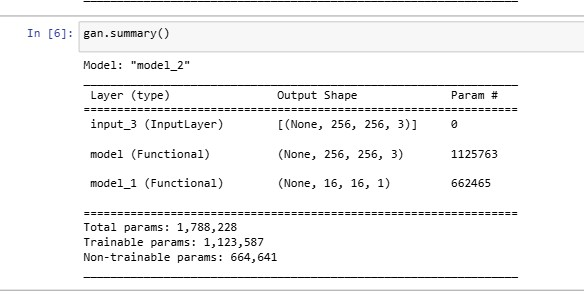 In [6]: gan.summary()
Model: "model_2"
Layer (type) Output Shape Param #
input_3 (InputLayer) [(None, 256, 256, 3)] 0
model (Functional) (None, 256, 256, 3) 1125763
model_1 (Functional) (None, 16, 16, 1) 662465
Total params: 1,788,228
Trainable params: 1,123,587
Non-trainable params: 664,641